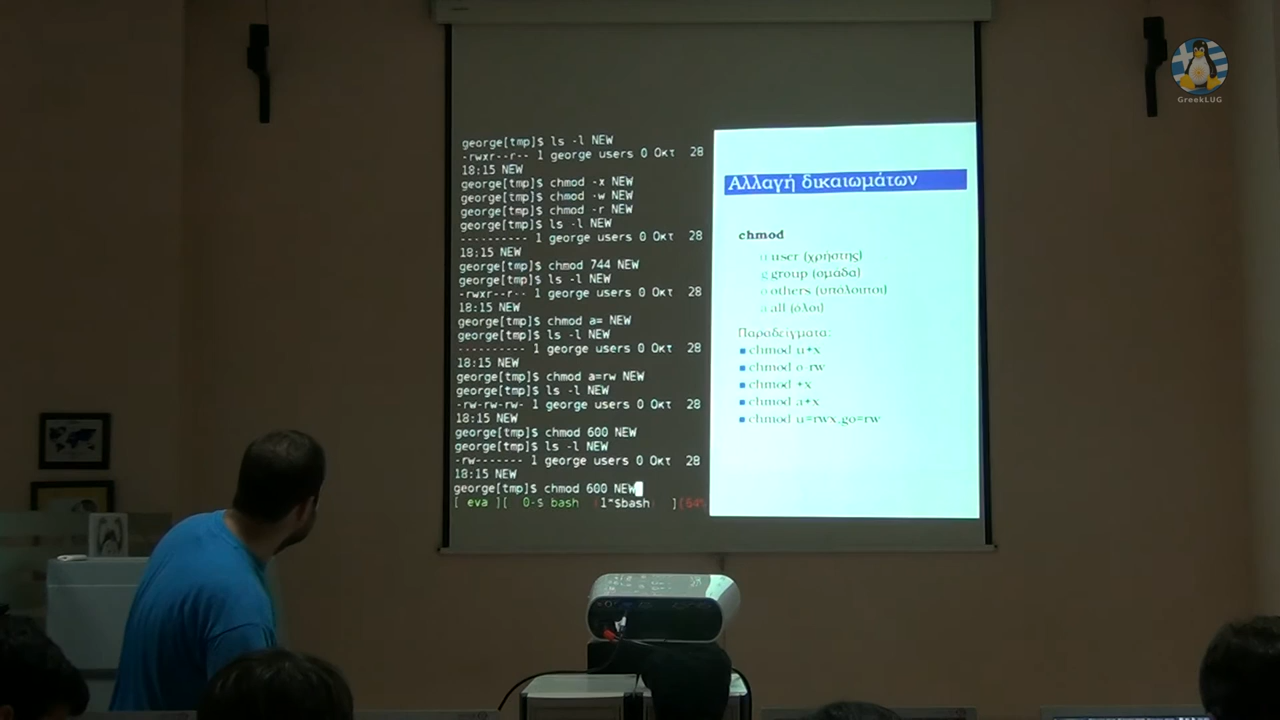 GreekLUG
george[tmp]$ ls -l NEW
-rwxr--r-- 1 george users 0 Οκτ 28
18:15 NEW
george[tmp]$ chmod -x NEW
george[tmp]$ chmod -w NEW
george[tmp]$ chmod -r NEW
george[tmp]$ ls -l NEW
---------- 1 george users 0 Οκτ 28
18:15 NEW
george[tmp]$ chmod 744 NEW
george[tmp]$ ls -l NEW
-rwxr--r-- 1 george users 0 Οκτ 28
18:15 NEW
george[tmp]$ chmod a= NEW
george[tmp]$ ls -l NEW
---------- 1 george users 0 Οκτ 28
18:15 NEW
george[tmp]$ chmod a=rw NEW
george[tmp]$ ls -l NEW
-rw-rw-rw- 1 george users 0 Οκτ 28
18:15 NEW
george[tmp]$ chmod 600 NEW
george[tmp]$ ls -l NEW
-rw------- 1 george users 0 Οκτ 28
18:15 NEW
george[tmp]$ chmod 600 NEW
[ eva ][ 0-$ bash (1*$bash) ]
Αλλαγή δικαιωμάτων
chmod
u user (χρήστης)
g group (ομάδα)
o others (υπόλοιποι)
a all (όλοι)
Παραδείγματα:
chmod u+x
chmod o-rw
chmod +x
chmod a+x
chmod u=rwx,go=rw